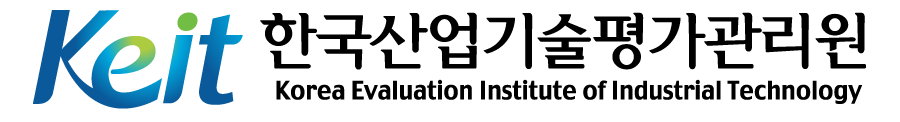 Keit 한국산업기술평가관리원
Korea Evaluation Institute of Industrial Technology